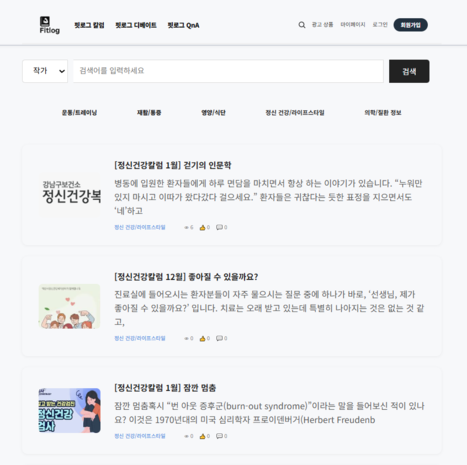 Fitlog
핏로그 칼럼 핏로그 디베이트 핏로그 QnA
광고 상품 마이페이지 로그인 회원가입
작가 검색어를 입력하세요 검색
운동/트레이닝 재활/통증 영양/식단 정신 건강/라이프스타일 의학/질환 정보
강남구보건소
정신건강복
[정신건강칼럼 1월] 걷기의 인문학
병동에 입원한 환자들에게 하루 면담을 마치면서 항상 하는 이야기가 있습니다. “누워만
있지 마시고 이따가 왔다갔다 걸으세요.” 환자들은 귀찮다는 듯한 표정을 지으면서도
‘네’하고
정신 건강/라이프스타일 6 0 0
[정신건강칼럼 12월] 좋아질 수 있을까요?
진료실에 들어오시는 환자분들이 자주 물으시는 질문 중에 하나가 바로, ‘선생님, 제가
좋아질 수 있을까요?’ 입니다. 치료는 오래 받고 있는데 특별히 나아지는 것은 없는 것 같
고,
정신 건강/라이프스타일 0 0 0
[정신건강칼럼 1월] 잠깐 멈춤
잠깐 멈춤혹시 “번 아웃 증후군(burn-out syndrome)”이라는 말을 들어보신 적이 있나
요? 이것은 1970년대의 미국 심리학자 프로이덴버거(Herbert Freudenb
정신 건강/라이프스타일 0 0 0
정신건강
검사